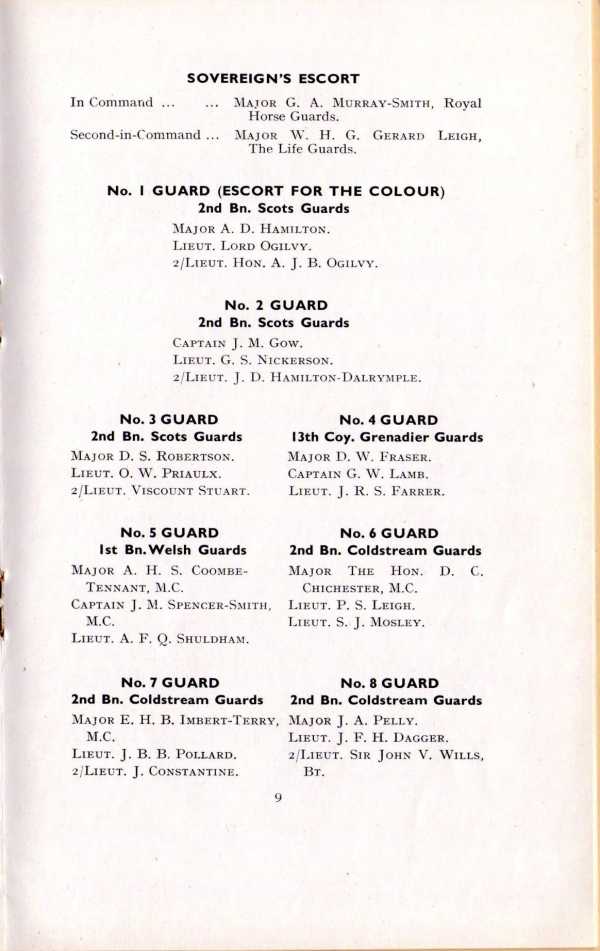 SOVEREIGN'S ESCORT
In Command ... ... MAJOR G. A. MURRAY-SMITH, Royal
Horse Guards.
Second-in-Command ... MAJOR W. H. G. GERARD LEIGH,
The Life Guards.
No. 1 GUARD (ESCORT FOR THE COLOUR)
2nd Bn. Scots Guards
MAJOR A. D. HAMILTON.
LIEUT. LORD OGILVY.
2/LIEUT. HON. A. J. B. OGILVY.
No. 2 GUARD
2nd Bn. Scots Guards
CAPTAIN J. M. GOW.
LIEUT. G. S. NICKERSON.
2/LIEUT. J. D. HAMILTON-DALRYMPLE.
No. 3 GUARD
2nd Bn. Scots Guards
MAJOR D. S. ROBERTSON.
LIEUT. O. W. PRIAULX.
2/LIEUT. VISCOUNT STUART.
No. 4 GUARD
13th Coy. Grenadier Guards
MAJOR D. W. FRASER.
CAPTAIN G. W. LAMB.
LIEUT. J. R. S. FARRER.
No. 5 GUARD
1st Bn. Welsh Guards
MAJOR A. H. S. COOMBE-
TENNANT, M.C.
CAPTAIN J. M. SPENCER-SMITH,
M.C.
LIEUT. A. F. Q. SHULDHAM.
No. 6 GUARD
2nd Bn. Coldstream Guards
MAJOR THE HON. D. C.
CHICHESTER, M.C.
LIEUT. P. S. LEIGH.
LIEUT. S. J. MOSLEY.
No. 7 GUARD
2nd Bn. Coldstream Guards
MAJOR E. H. B. IMBERT-TERRY,
M.C.
LIEUT. J. B. B. POLLARD.
2/LIEUT. J. CONSTANTINE.
No. 8 GUARD
2nd Bn. Coldstream Guards
MAJOR J. A. PELLY.
LIEUT. J. F. H. DAGGER.
2/LIEUT. SIR JOHN V. WILLS,
BT.
9